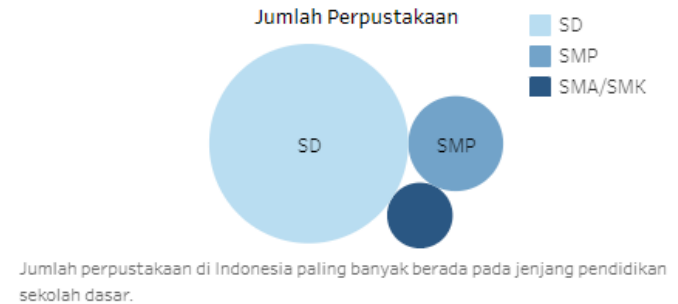 Jumlah Perpustakaan
SD
SMP
SMA/SMK
SD
SMP
Jumlah perpustakaan di Indonesia paling banyak berada pada jenjang pendidikan
sekolah dasar.